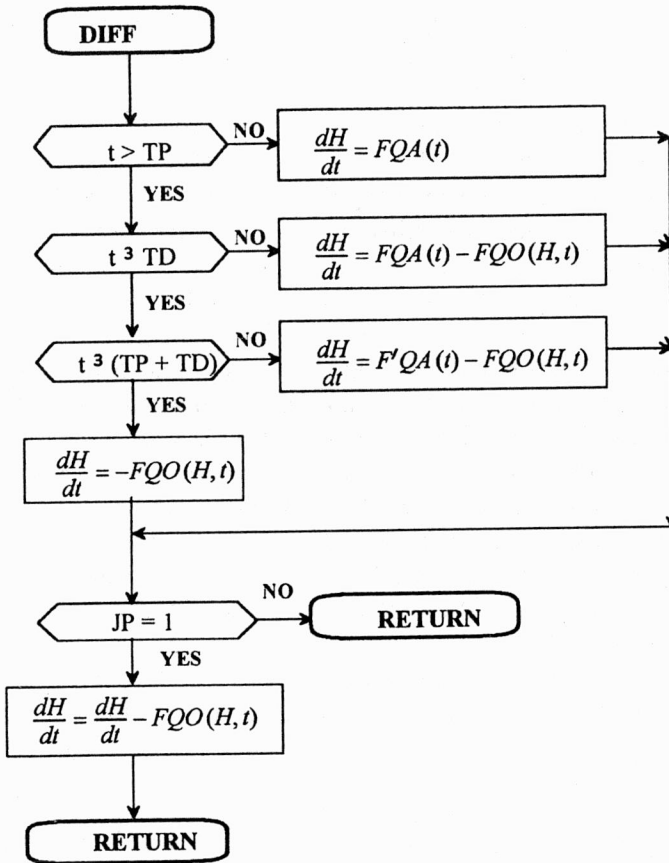 DIFF
t > TP
NO
dH/dt = FQA(t)
YES
t ³ TD
NO
dH/dt = FQA(t) − FQO(H,t)
YES
t ³ (TP + TD)
NO
dH/dt = F'QA(t) − FQO(H,t)
YES
dH/dt = −FQO(H,t)
JP = 1
NO
RETURN
YES
dH/dt = dH/dt − FQO(H,t)
RETURN